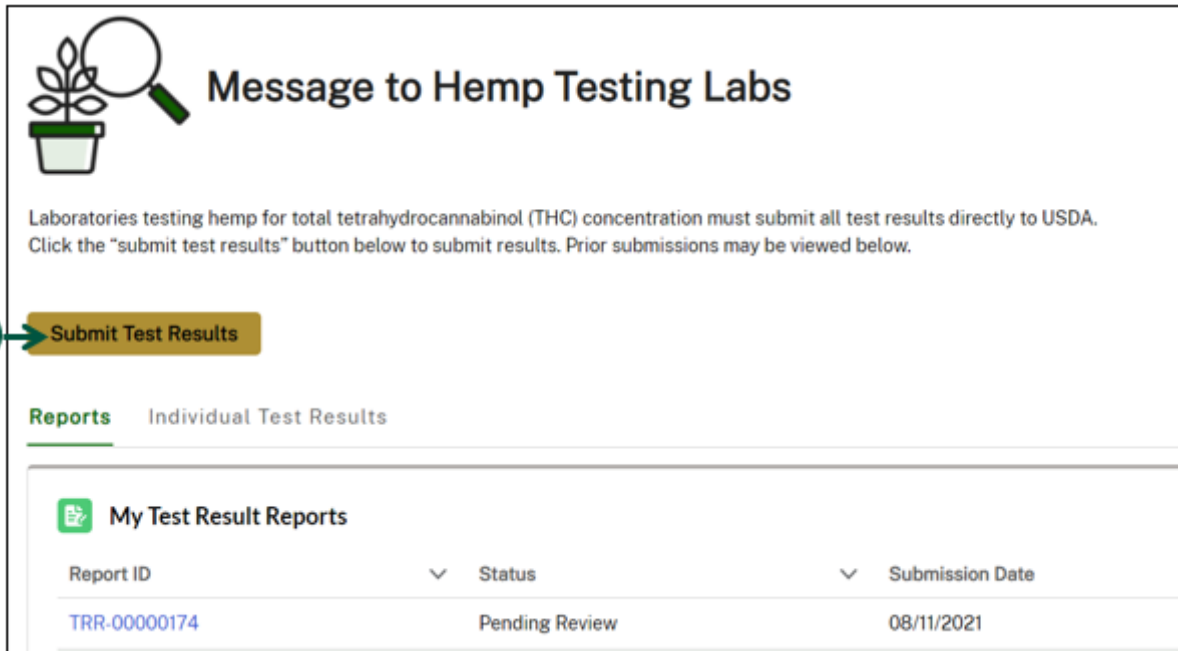 Message to Hemp Testing Labs
Laboratories testing hemp for total tetrahydrocannabinol (THC) concentration must submit all test results directly to USDA.
Click the “submit test results” button below to submit results. Prior submissions may be viewed below.
Submit Test Results
Reports Individual Test Results
My Test Result Reports
Report ID Status Submission Date
TRR-00000174 Pending Review 08/11/2021